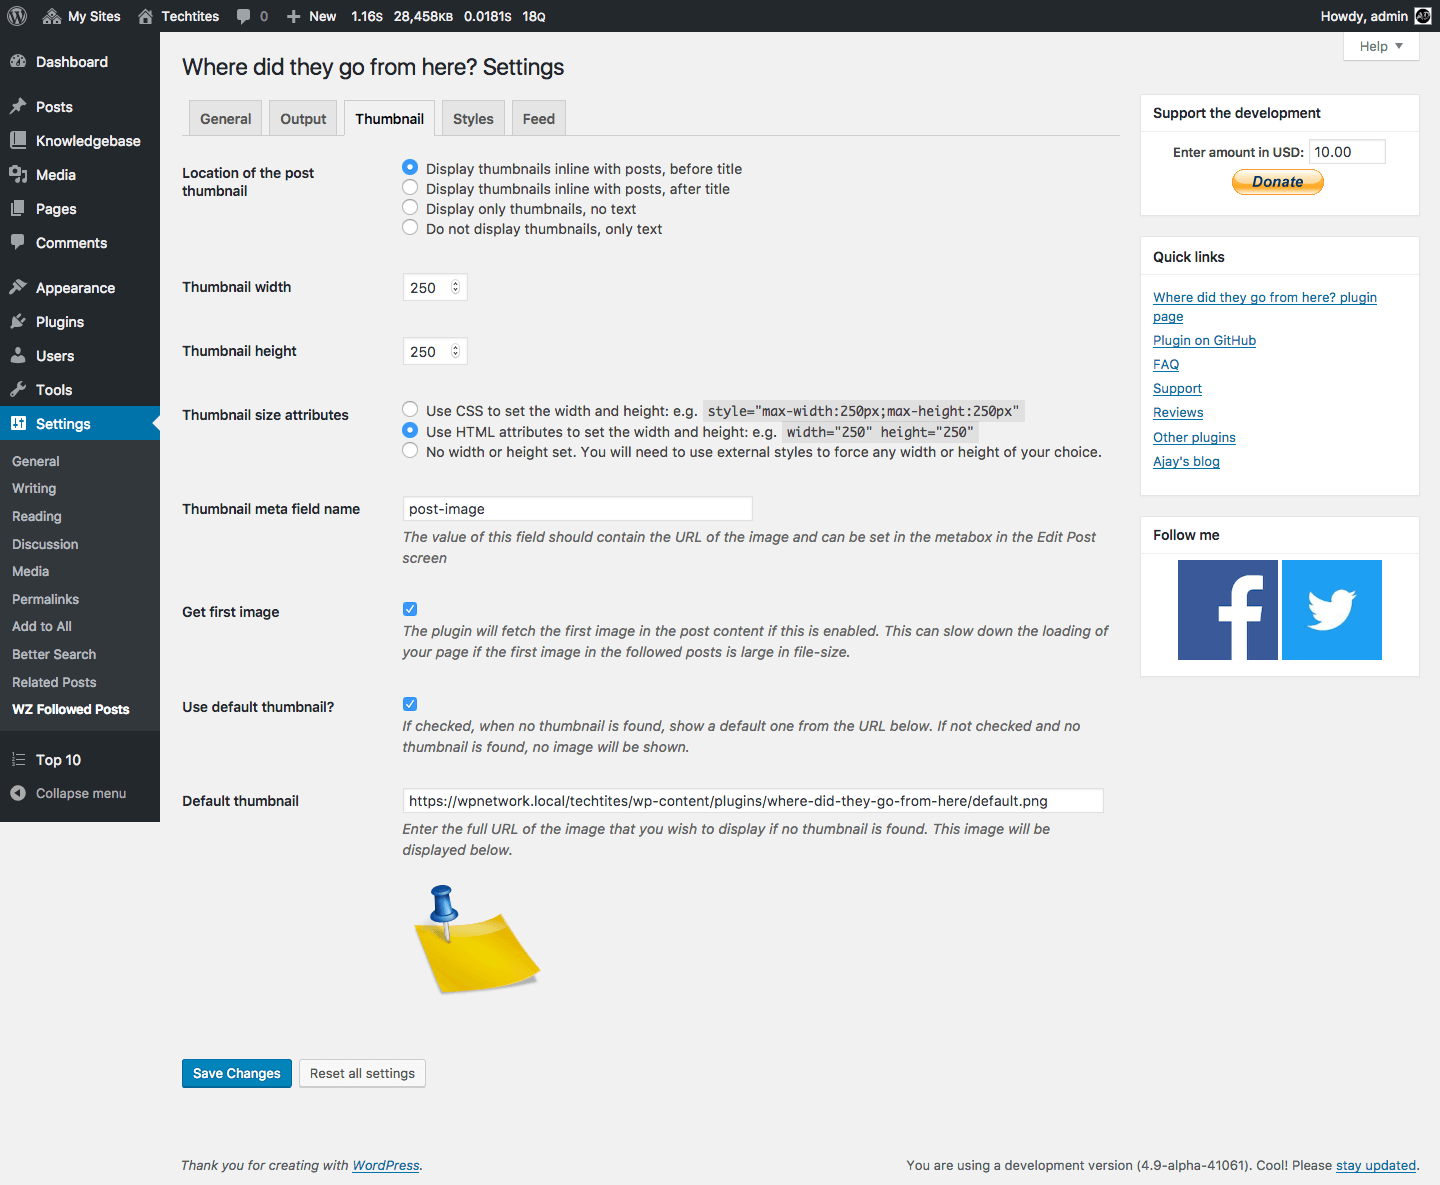 My Sites Techtites 0 New 1.16S 28,458KB 0.0181S 18Q Howdy, admin
Help
Dashboard
Posts
Knowledgebase
Media
Pages
Comments
Appearance
Plugins
Users
Tools
Settings
General
Writing
Reading
Discussion
Media
Permalinks
Add to All
Better Search
Related Posts
WZ Followed Posts
Top 10
Collapse menu
Where did they go from here? Settings
General Output Thumbnail Styles Feed
Location of the post
thumbnail
Display thumbnails inline with posts, before title
Display thumbnails inline with posts, after title
Display only thumbnails, no text
Do not display thumbnails, only text
Thumbnail width
250
Thumbnail height
250
Thumbnail size attributes
Use CSS to set the width and height: e.g. style="max-width:250px;max-height:250px"
Use HTML attributes to set the width and height: e.g. width="250" height="250"
No width or height set. You will need to use external styles to force any width or height of your choice.
Thumbnail meta field name
post-image
The value of this field should contain the URL of the image and can be set in the metabox in the Edit Post
screen
Get first image
The plugin will fetch the first image in the post content if this is enabled. This can slow down the loading of
your page if the first image in the followed posts is large in file-size.
Use default thumbnail?
If checked, when no thumbnail is found, show a default one from the URL below. If not checked and no
thumbnail is found, no image will be shown.
Default thumbnail
https://wpnetwork.local/techtites/wp-content/plugins/where-did-they-go-from-here/default.png
Enter the full URL of the image that you wish to display if no thumbnail is found. This image will be
displayed below.
Save Changes Reset all settings
Support the development
Enter amount in USD: 10.00
Donate
Quick links
Where did they go from here? plugin
page
Plugin on GitHub
FAQ
Support
Reviews
Other plugins
Ajay's blog
Follow me
Thank you for creating with WordPress.
You are using a development version (4.9-alpha-41061). Cool! Please stay updated.